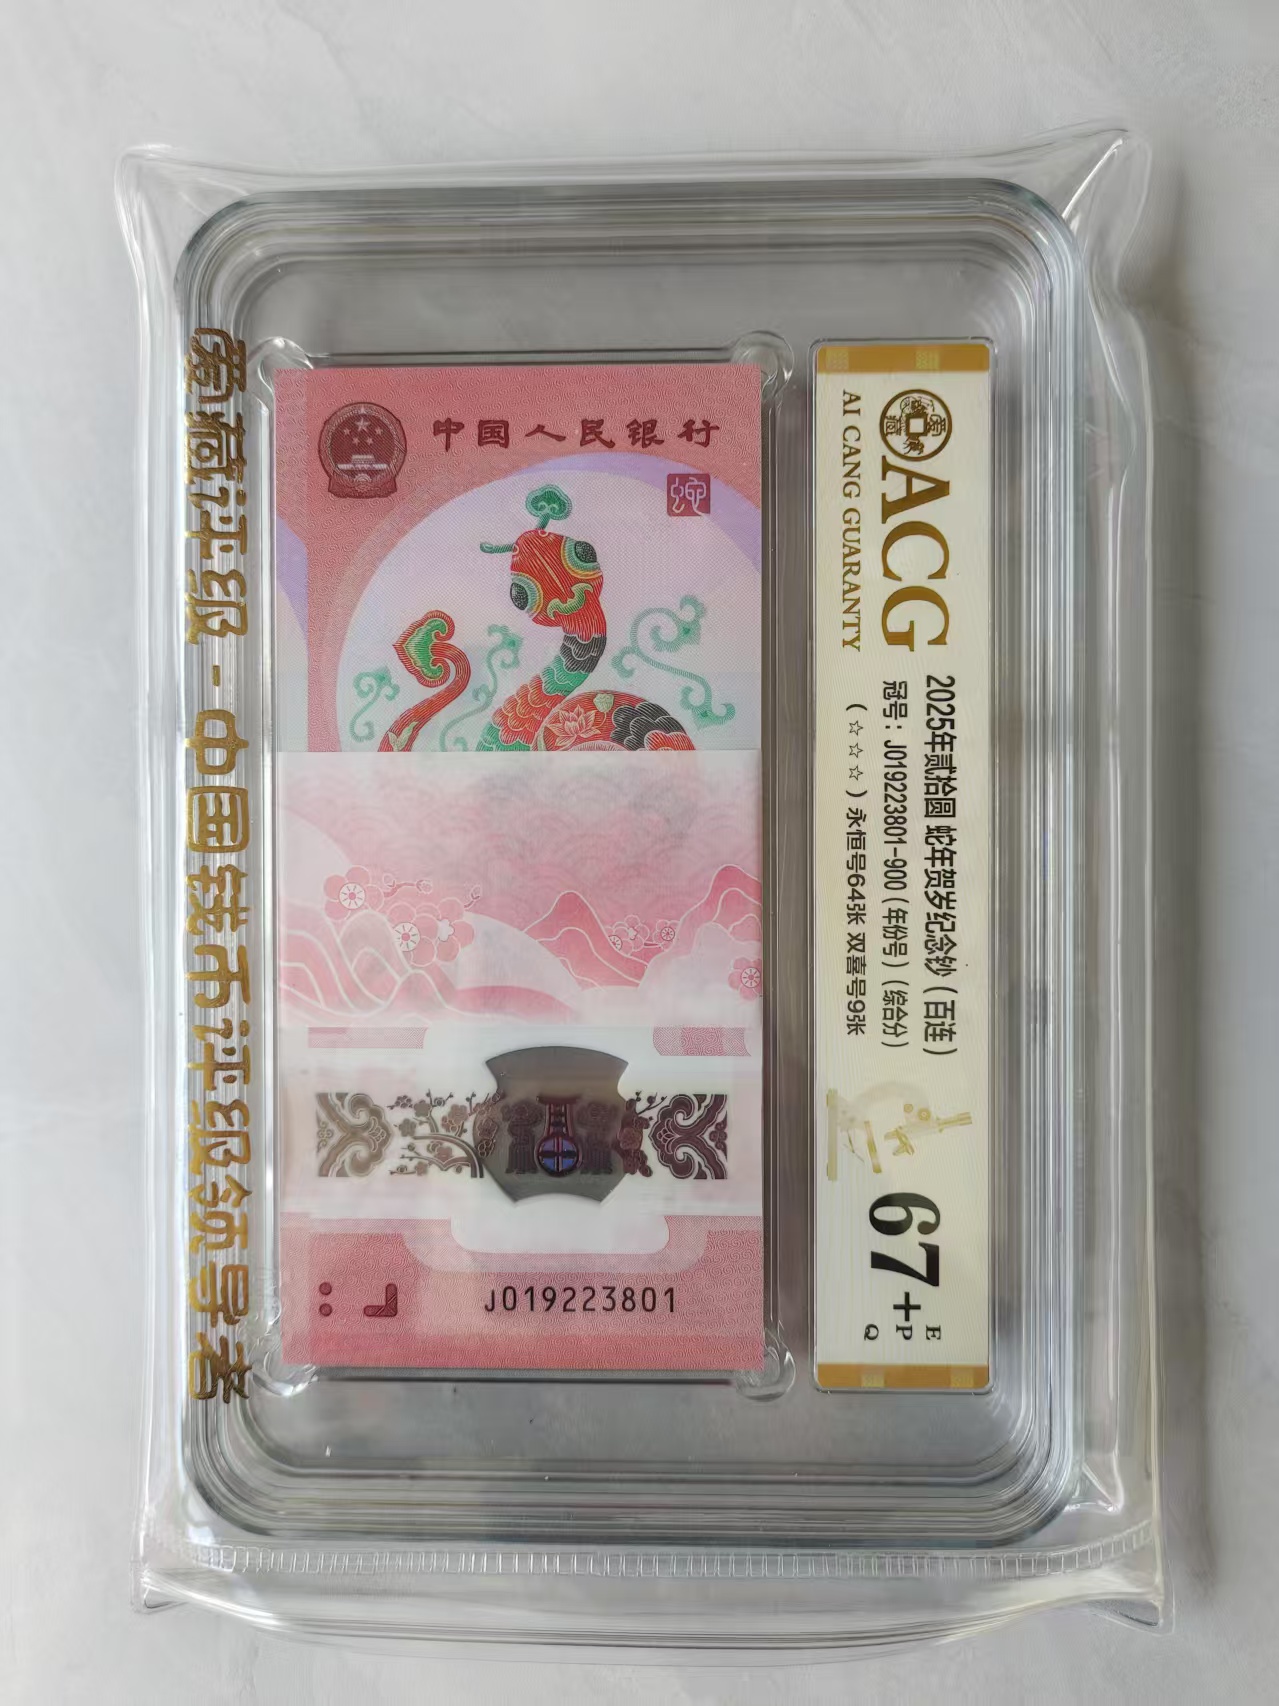 爱藏评级-中国钱币评级领导者
中国人民银行
蛇
J019223801
ACG
AI CANG GUARANTY
2025年贰拾圆 蛇年贺岁纪念钞（百连）
冠号：J019223801-900（年份号）（综合分）
（☆☆☆）永恒号64张 双喜号9张
67+
E
P
Q